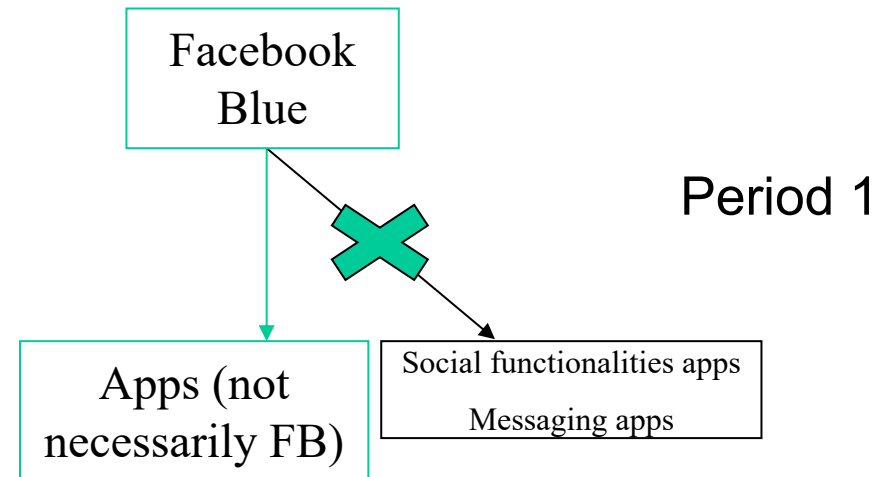 Facebook
Blue
Period 1
Apps (not
necessarily FB)
Social functionalities apps
Messaging apps